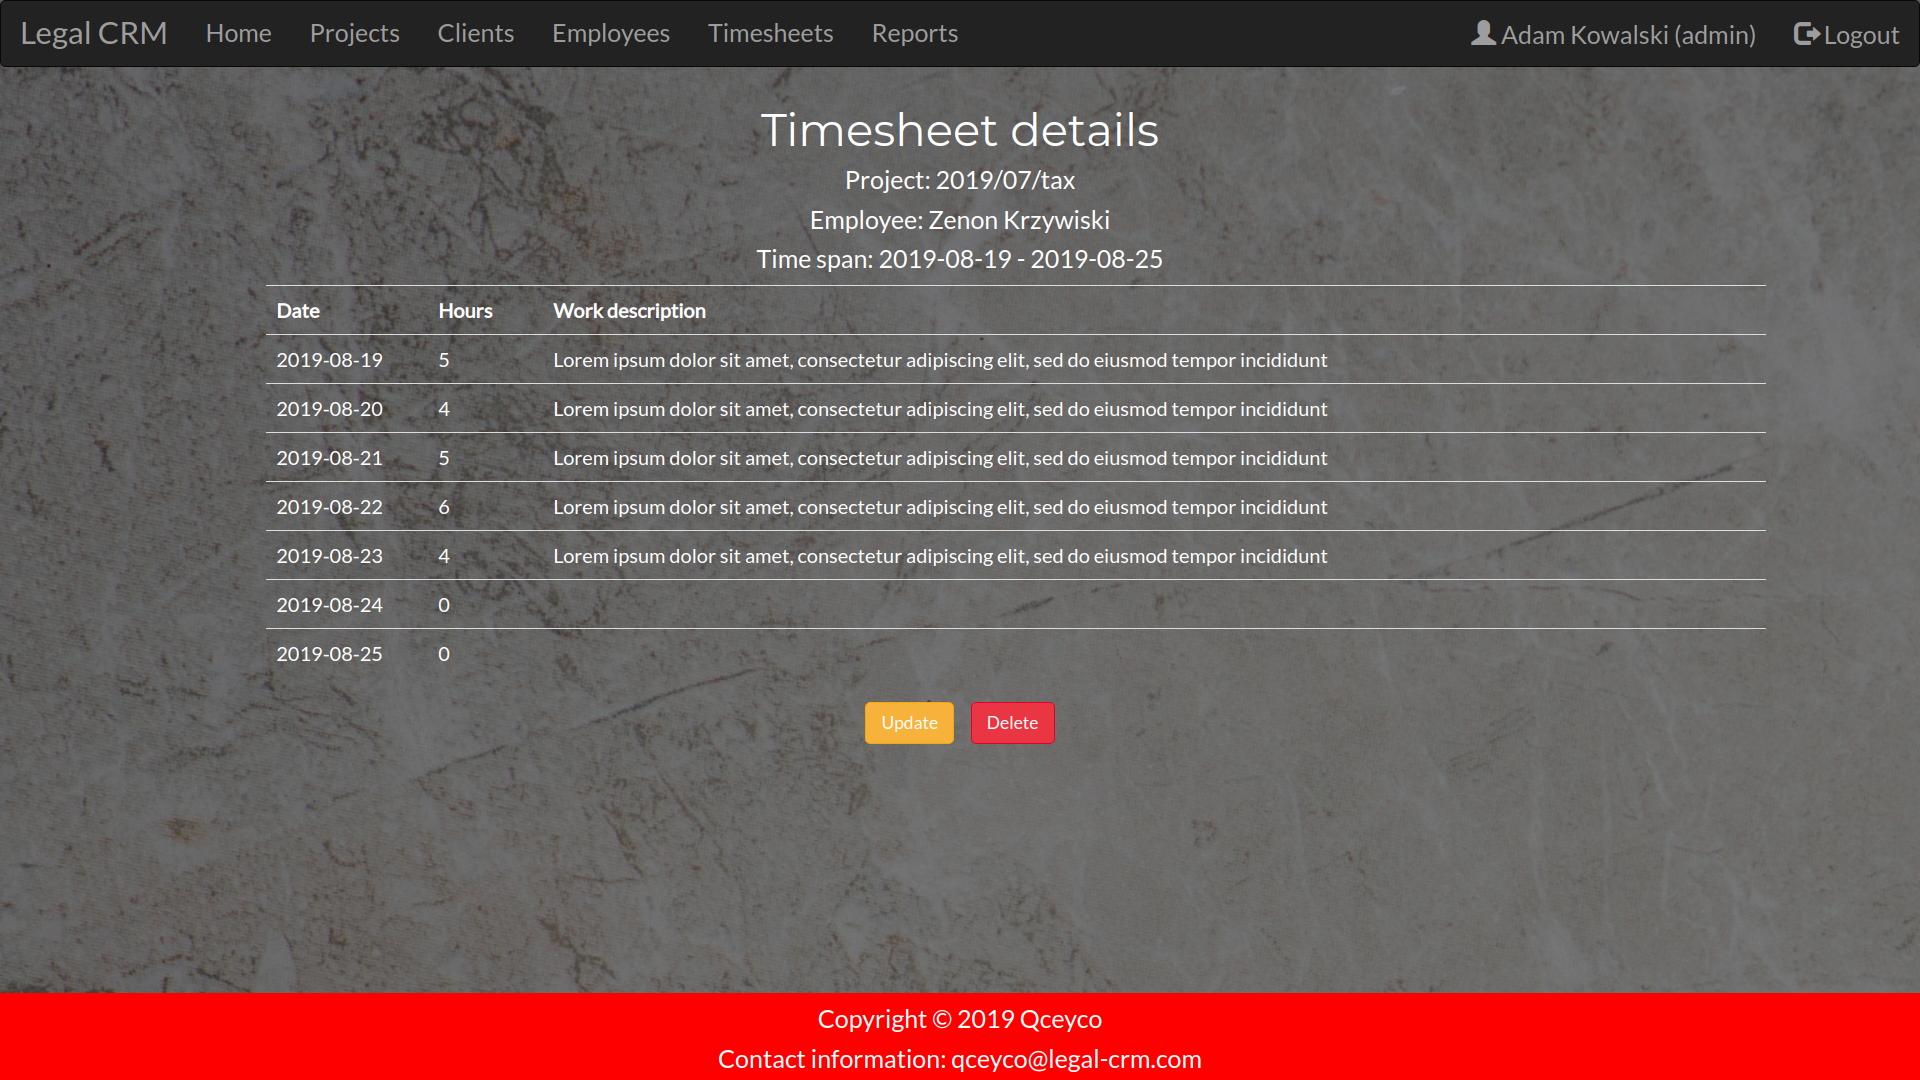 Legal CRM Home Projects Clients Employees Timesheets Reports Adam Kowalski (admin) Logout
Timesheet details
Project: 2019/07/tax
Employee: Zenon Krzywiski
Time span: 2019-08-19 - 2019-08-25
Date Hours Work description
2019-08-19 5 Lorem ipsum dolor sit amet, consectetur adipiscing elit, sed do eiusmod tempor incididunt
2019-08-20 4 Lorem ipsum dolor sit amet, consectetur adipiscing elit, sed do eiusmod tempor incididunt
2019-08-21 5 Lorem ipsum dolor sit amet, consectetur adipiscing elit, sed do eiusmod tempor incididunt
2019-08-22 6 Lorem ipsum dolor sit amet, consectetur adipiscing elit, sed do eiusmod tempor incididunt
2019-08-23 4 Lorem ipsum dolor sit amet, consectetur adipiscing elit, sed do eiusmod tempor incididunt
2019-08-24 0
2019-08-25 0
Update Delete
Copyright © 2019 Qceyco
Contact information: qceyco@legal-crm.com